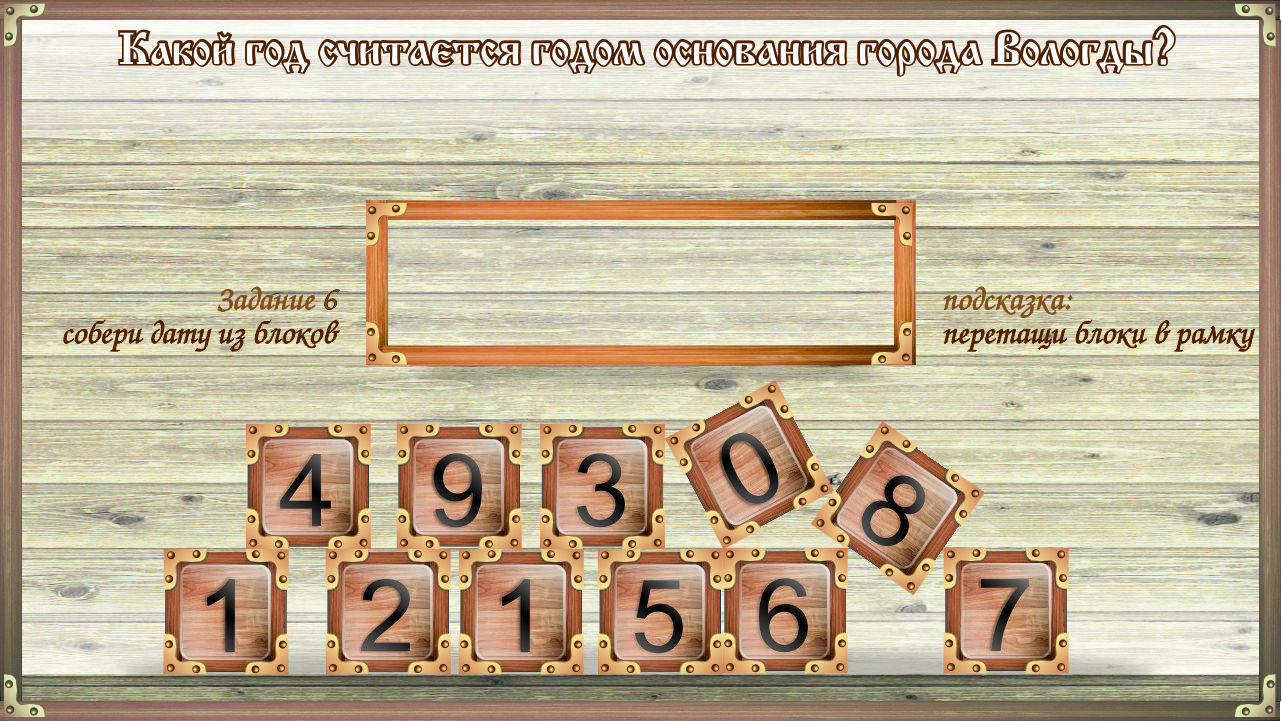 Какой год считается годом основания города Вологды?
Задание 6
собери дату из блоков
подсказка:
перетащи блоки в рамку
4 9 3 0 8
1 2 1 5 6 7